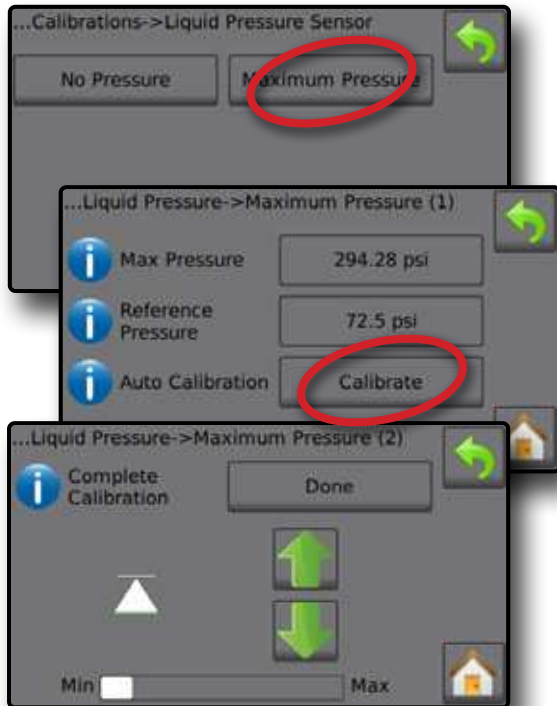 ...Calibrations->Liquid Pressure Sensor
No Pressure
Maximum Pressure
...Liquid Pressure->Maximum Pressure (1)
Max Pressure
294.28 psi
Reference
Pressure
72.5 psi
Auto Calibration
Calibrate
...Liquid Pressure->Maximum Pressure (2)
Complete
Calibration
Done
Min
Max